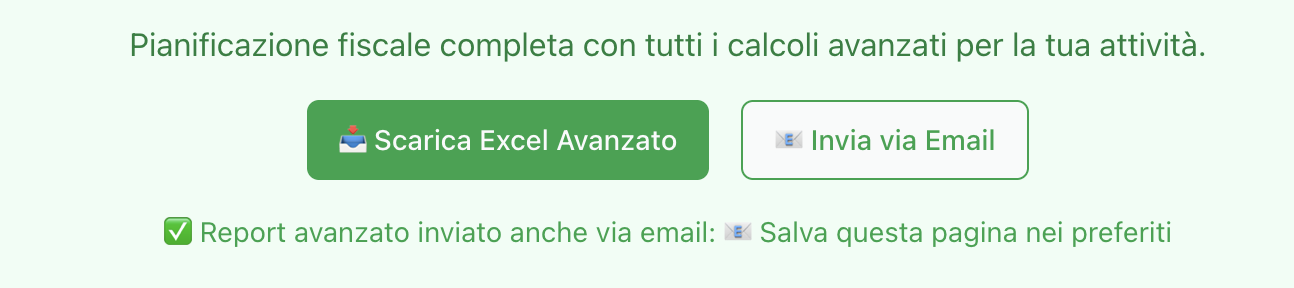 Pianificazione fiscale completa con tutti i calcoli avanzati per la tua attività.
📥 Scarica Excel Avanzato
📧 Invia via Email
✅ Report avanzato inviato anche via email: 📧 Salva questa pagina nei preferiti